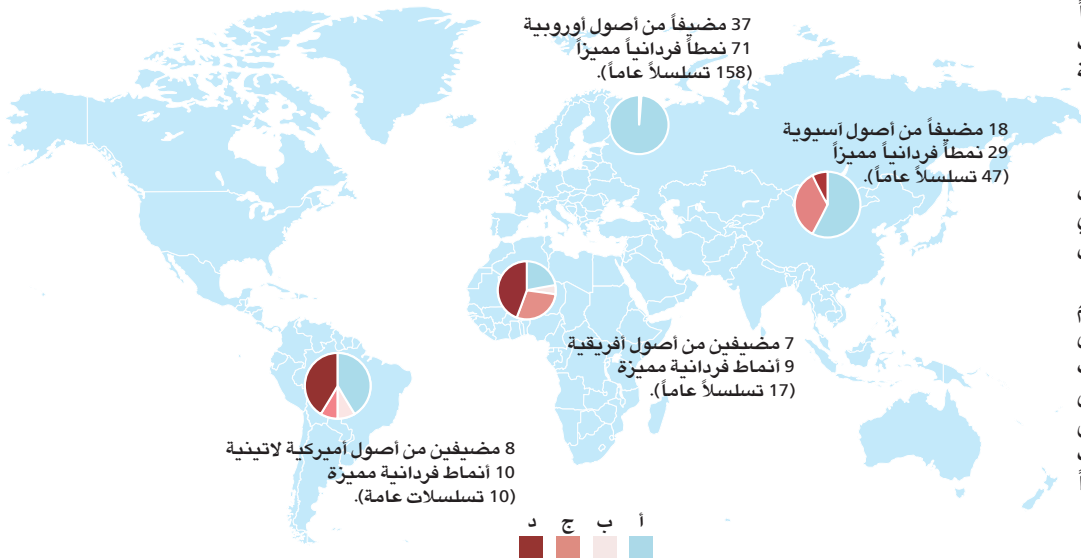 37 مضيفاً من أصول أوروبية
71 نمطاً فردانياً مميزاً
(158 تسلسلاً عاماً).
18 مضيفاً من أصول آسيوية
29 نمطاً فردانياً مميزاً
(47 تسلسلاً عاماً).
7 مضيفين من أصول أفريقية
9 أنماط فردانية مميزة
(17 تسلسلاً عاماً).
8 مضيفين من أصول أميركية لاتينية
10 أنماط فردانية مميزة
(10 تسلسلات عامة).
أ ب ج د